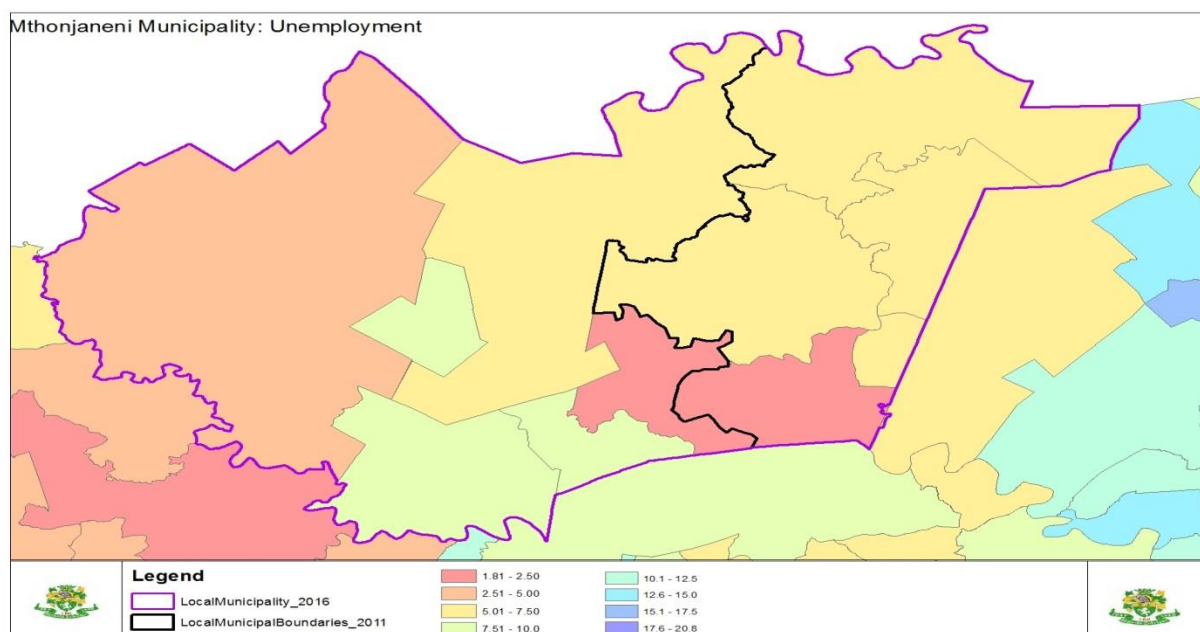 Mthonjaneni Municipality: Unemployment
Legend
LocalMunicipality_2016
LocalMunicipalBoundaries_2011
1.81 - 2.50
2.51 - 5.00
5.01 - 7.50
7.51 - 10.0
10.1 - 12.5
12.6 - 15.0
15.1 - 17.5
17.6 - 20.8